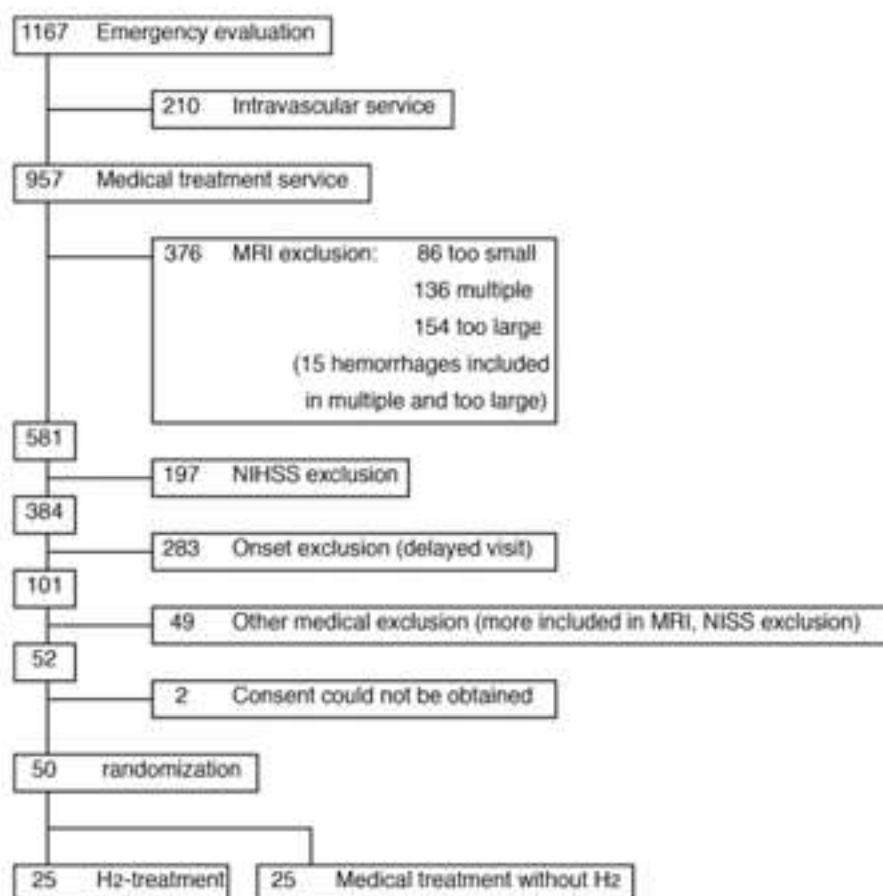 1167 Emergency evaluation
210 Intravascular service
957 Medical treatment service
376 MRI exclusion: 86 too small
136 multiple
154 too large
(15 hemorrhages included
in multiple and too large)
581
197 NIHSS exclusion
384
283 Onset exclusion (delayed visit)
101
49 Other medical exclusion (more included in MRI, NISS exclusion)
52
2 Consent could not be obtained
50 randomization
25 H2-treatment 25 Medical treatment without H2